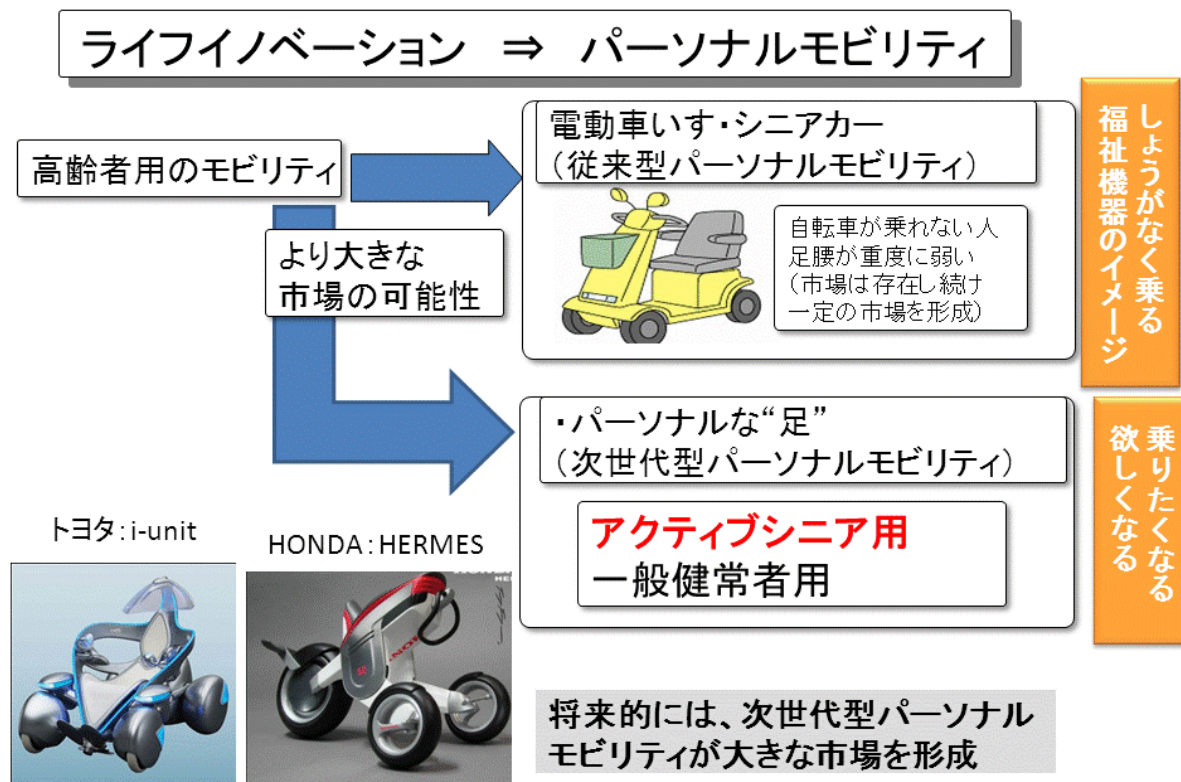 ライフイノベーション ⇒ パーソナルモビリティ
高齢者用のモビリティ
より大きな
市場の可能性
電動車いす・シニアカー
（従来型パーソナルモビリティ）
自転車が乗れない人
足腰が重度に弱い
（市場は存在し続け
一定の市場を形成）
しょうがなく乗る
福祉機器のイメージ
・パーソナルな“足”
（次世代型パーソナルモビリティ）
アクティブシニア用
一般健常者用
乗りたくなる
欲しくなる
トヨタ：i-unit
HONDA：HERMES
将来的には、次世代型パーソナル
モビリティが大きな市場を形成